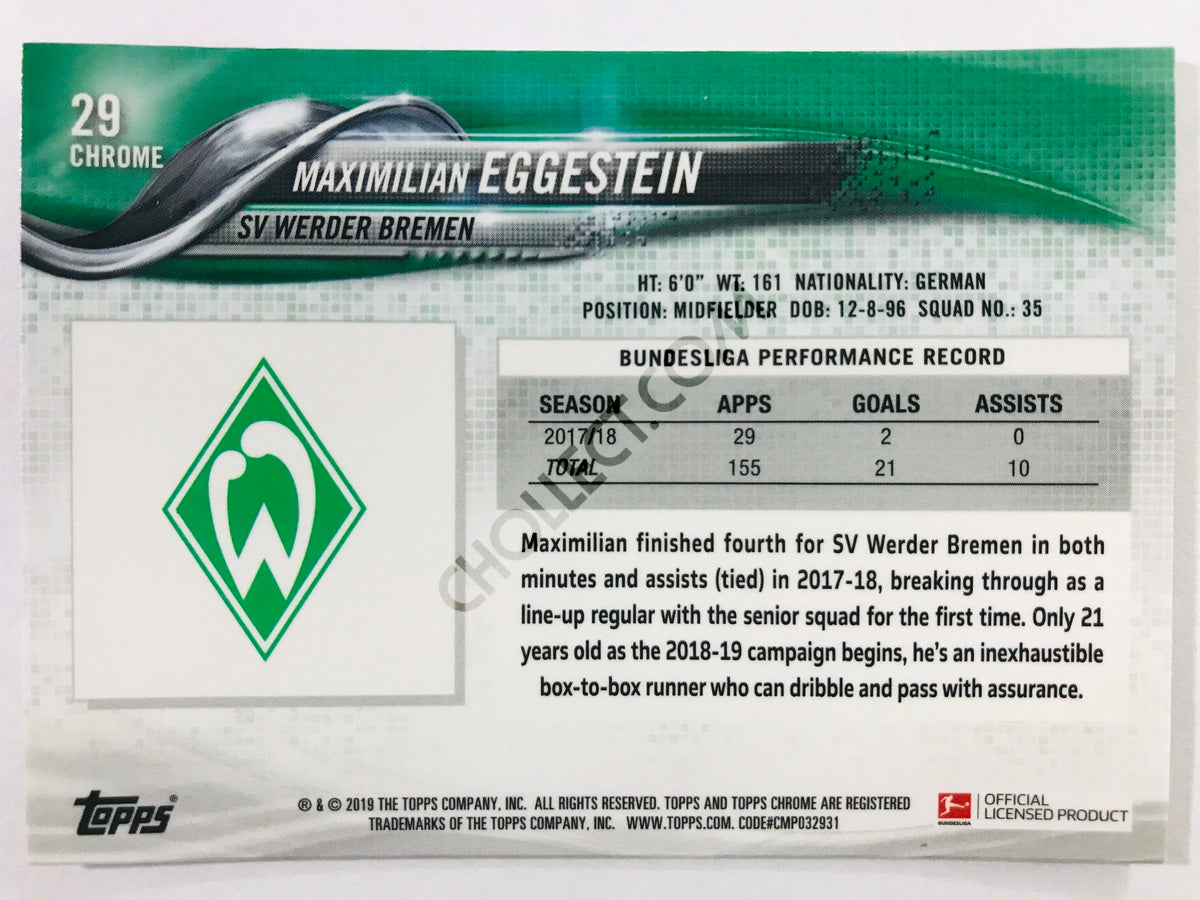 29
CHROME
MAXIMILIAN EGGESTEIN
SV WERDER BREMEN
HT: 6'0" WT: 161 NATIONALITY: GERMAN
POSITION: MIDFIELDER DOB: 12-8-96 SQUAD NO.: 35
BUNDESLIGA PERFORMANCE RECORD
SEASON APPS GOALS ASSISTS
2017/18 29 2 0
TOTAL 155 21 10
Maximilian finished fourth for SV Werder Bremen in both
minutes and assists (tied) in 2017-18, breaking through as a
line-up regular with the senior squad for the first time. Only 21
years old as the 2018-19 campaign begins, he's an inexhaustible
box-to-box runner who can dribble and pass with assurance.
CHOLLECT.COM
W
Topps®
® & © 2019 THE TOPPS COMPANY, INC. ALL RIGHTS RESERVED. TOPPS AND TOPPS CHROME ARE REGISTERED
TRADEMARKS OF THE TOPPS COMPANY, INC. WWW.TOPPS.COM. CODE#CMP032931
BUNDESLIGA
OFFICIAL
LICENSED PRODUCT